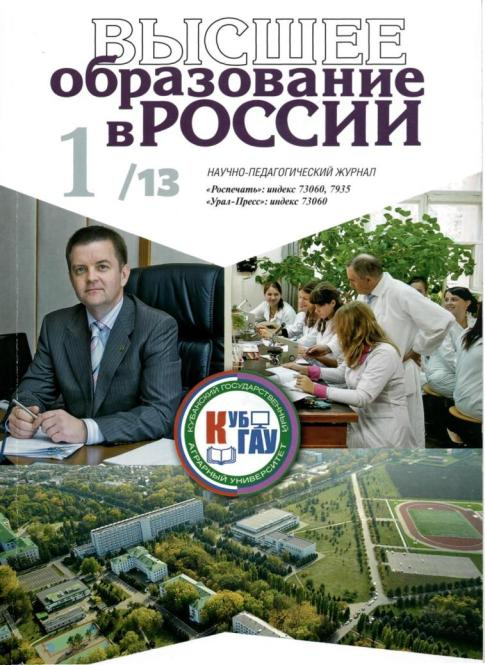 ВЫСШЕЕ
образование
в РОССИИ
1/13
НАУЧНО-ПЕДАГОГИЧЕСКИЙ ЖУРНАЛ
«Роспечать»: индекс 73060, 7935
«Урал-Пресс»: индекс 73060
КУБАНСКИЙ ГОСУДАРСТВЕННЫЙ
КУБ
ГАУ
АГРАРНЫЙ УНИВЕРСИТЕТ